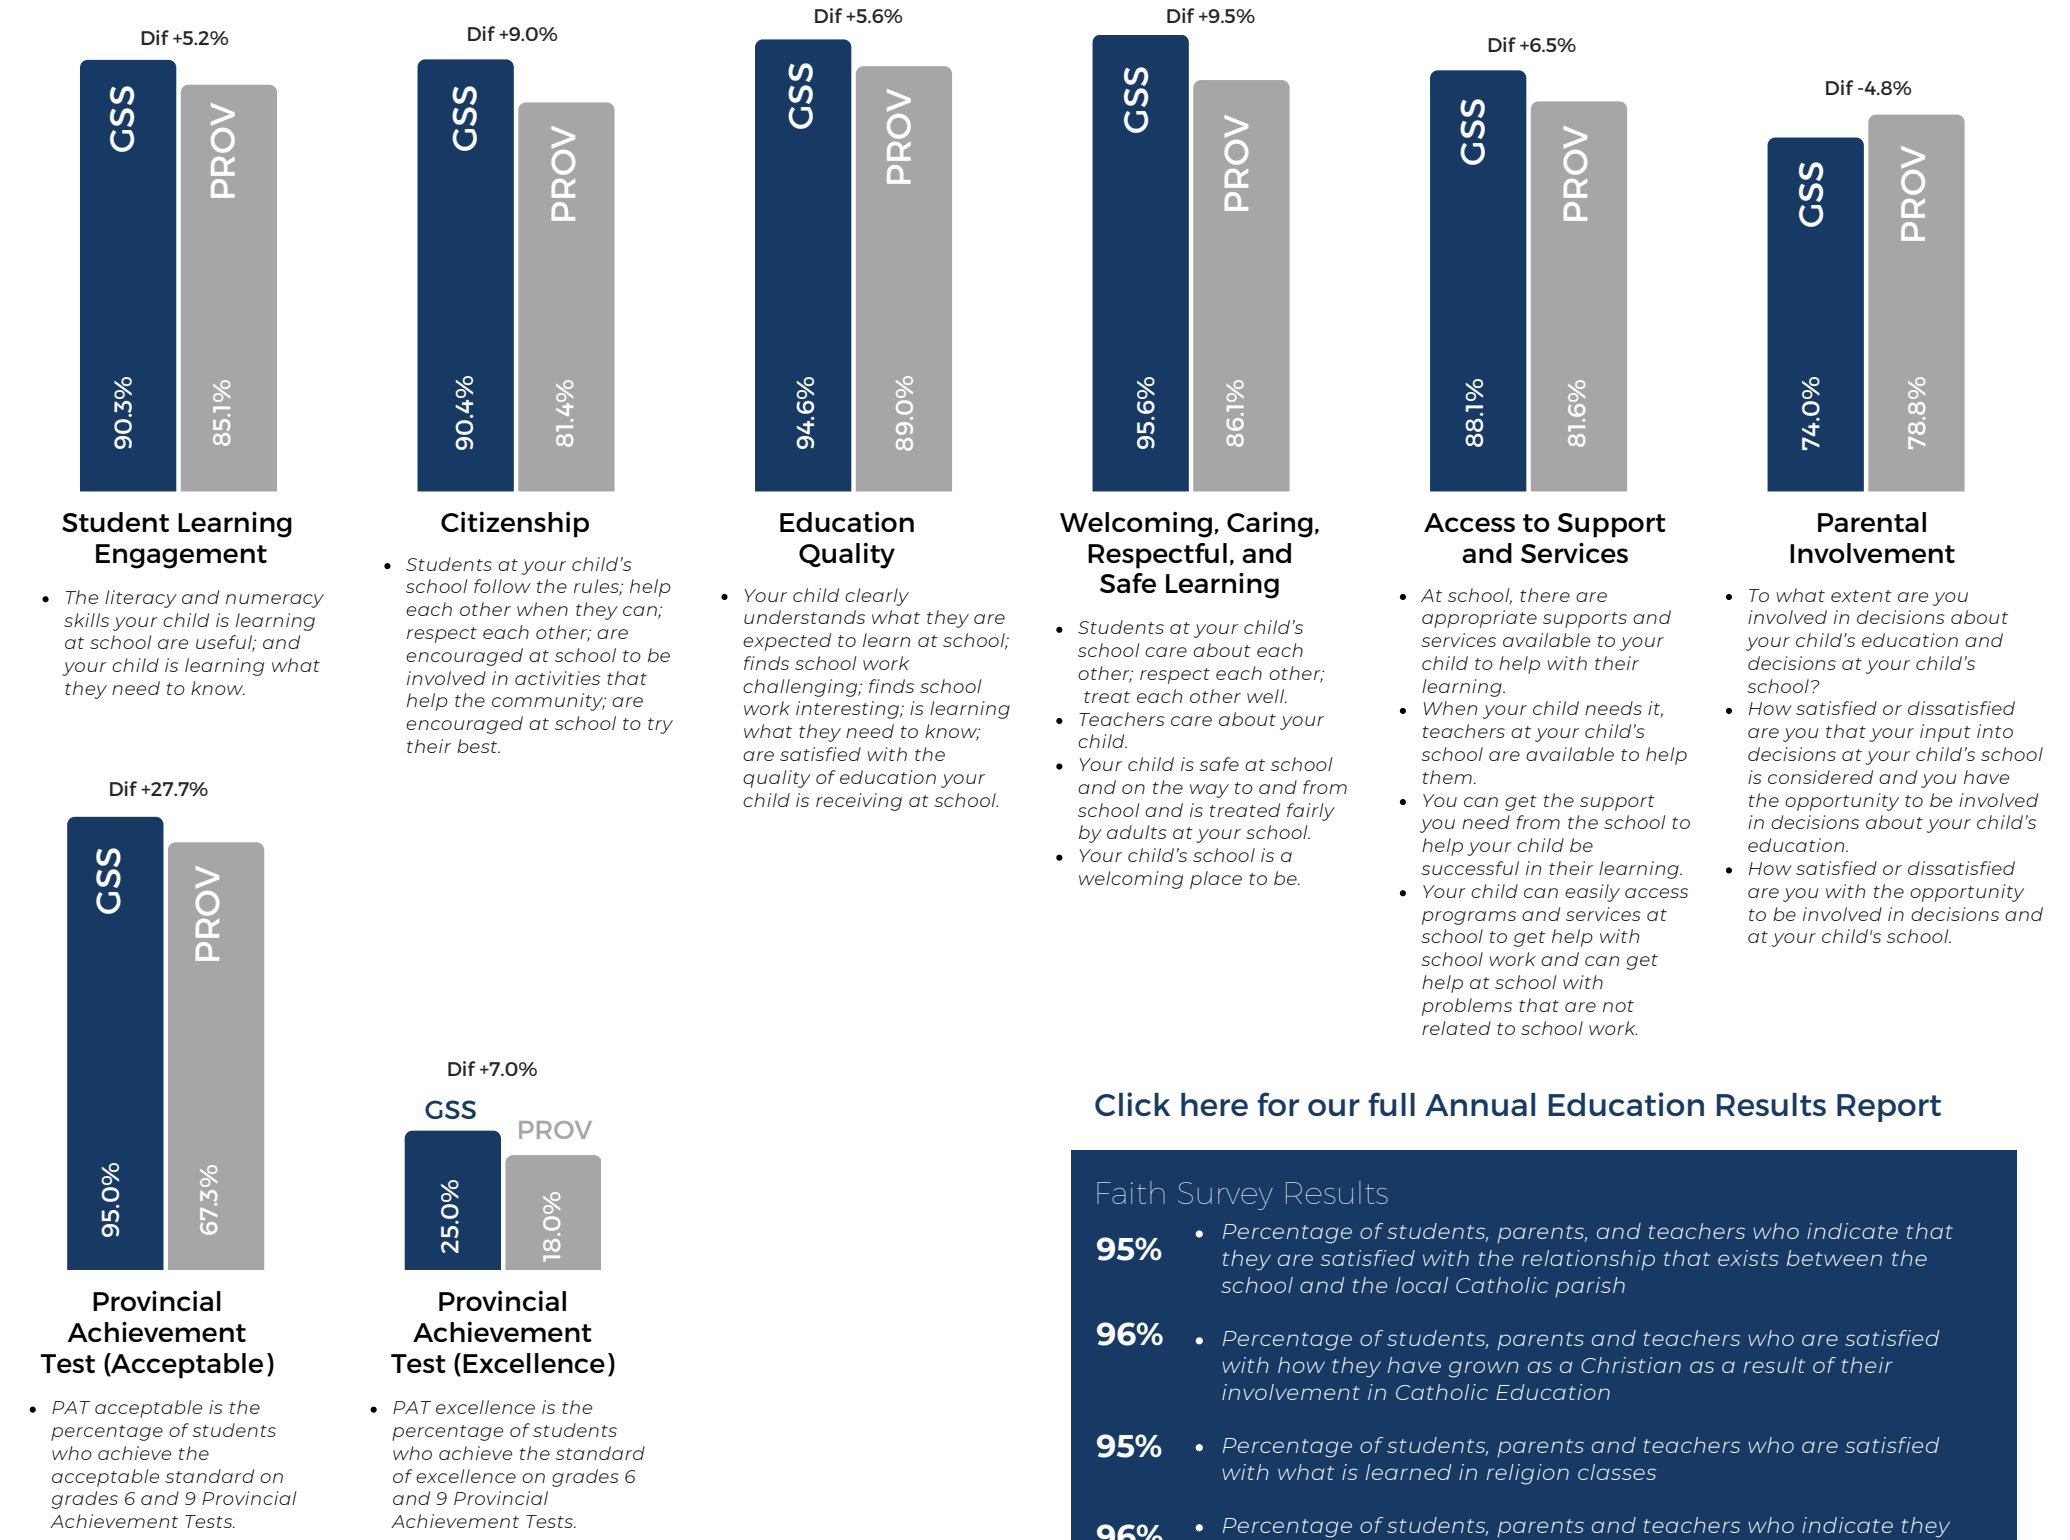 Dif +5.2%
GSS
PROV
90.3%
85.1%
Student Learning
Engagement
• The literacy and numeracy
skills your child is learning
at school are useful; and
your child is learning what
they need to know.
Dif +9.0%
GSS
PROV
90.4%
81.4%
Citizenship
• Students at your child's
school follow the rules; help
each other when they can;
respect each other; are
encouraged at school to be
involved in activities that
help the community; are
encouraged at school to try
their best.
Dif +5.6%
GSS
PROV
94.6%
89.0%
Education
Quality
• Your child clearly
understands what they are
expected to learn at school;
finds school work
challenging; finds school
work interesting; is learning
what they need to know;
are satisfied with the
quality of education your
child is receiving at school.
Dif +9.5%
GSS
PROV
95.6%
86.1%
Welcoming, Caring,
Respectful, and
Safe Learning
• Students at your child's
school care about each
other; respect each other;
treat each other well.
• Teachers care about your
child.
• Your child is safe at school
and on the way to and from
school and is treated fairly
by adults at your school.
• Your child's school is a
welcoming place to be.
Dif +6.5%
GSS
PROV
88.1%
81.6%
Access to Support
and Services
• At school, there are
appropriate supports and
services available to your
child to help with their
learning.
• When your child needs it,
teachers at your child's
school are available to help
them.
• You can get the support
you need from the school to
help your child be
successful in their learning.
• Your child can easily access
programs and services at
school to get help with
school work and can get
help at school with
problems that are not
related to school work.
Dif -4.8%
GSS
PROV
74.0%
78.8%
Parental
Involvement
• To what extent are you
involved in decisions about
your child's education and
decisions at your child's
school?
• How satisfied or dissatisfied
are you that your input into
decisions at your child's school
is considered and you have
the opportunity to be involved
in decisions about your child's
education.
• How satisfied or dissatisfied
are you with the opportunity
to be involved in decisions and
at your child's school.
Dif +27.7%
GSS
PROV
95.0%
67.3%
Provincial
Achievement
Test (Acceptable)
• PAT acceptable is the
percentage of students
who achieve the
acceptable standard on
grades 6 and 9 Provincial
Achievement Tests.
Dif +7.0%
GSS
PROV
25.0%
18.0%
Provincial
Achievement
Test (Excellence)
• PAT excellence is the
percentage of students
who achieve the standard
of excellence on grades 6
and 9 Provincial
Achievement Tests.
Click here for our full Annual Education Results Report
Faith Survey Results
95% • Percentage of students, parents, and teachers who indicate that
they are satisfied with the relationship that exists between the
school and the local Catholic parish
96% • Percentage of students, parents and teachers who are satisfied
with how they have grown as a Christian as a result of their
involvement in Catholic Education
95% • Percentage of students, parents and teachers who are satisfied
with what is learned in religion classes
96% • Percentage of students, parents and teachers who indicate they